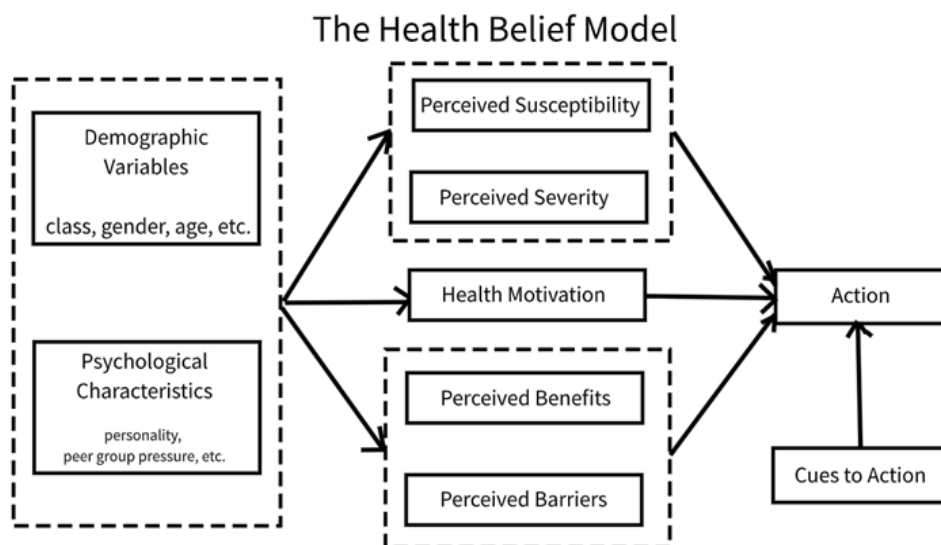 The Health Belief Model
Demographic
Variables
class, gender, age, etc.
Psychological
Characteristics
personality,
peer group pressure, etc.
Perceived Susceptibility
Perceived Severity
Health Motivation
Perceived Benefits
Perceived Barriers
Action
Cues to Action